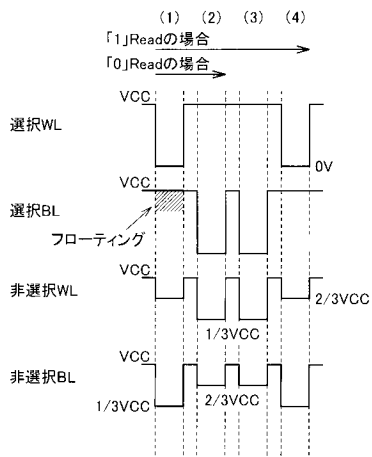 (1) (2) (3) (4)
「1」Readの場合
「0」Readの場合
VCC
選択WL
0V
VCC
選択BL
フローティング
VCC
非選択WL
2/3VCC
1/3VCC
VCC
非選択BL
1/3VCC
2/3VCC